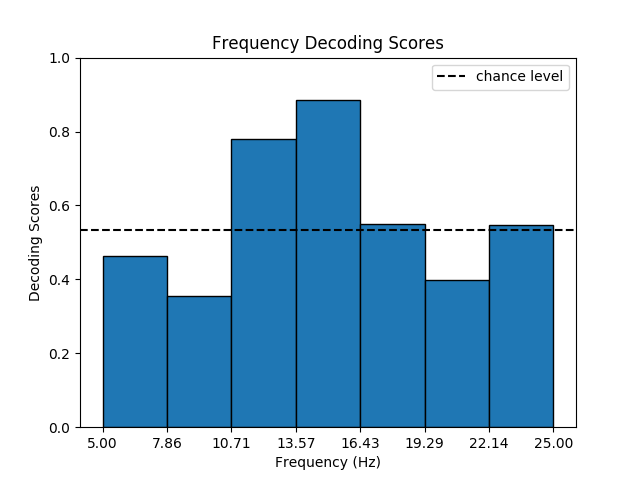 Frequency Decoding Scores
chance level
Decoding Scores
1.0
0.8
0.6
0.4
0.2
0.0
5.00 7.86 10.71 13.57 16.43 19.29 22.14 25.00
Frequency (Hz)